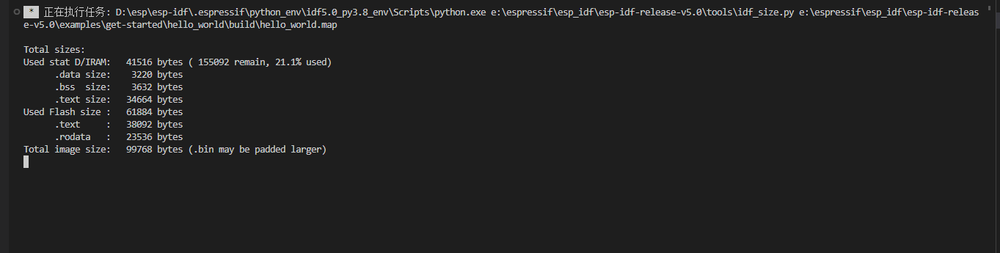 * 正在执行任务: D:\esp\esp-idf\.espressif\python_env\idf5.0_py3.8_env\Scripts\python.exe e:\espressif\esp_idf\esp-idf-release-v5.0\tools\idf_size.py e:\espressif\esp_idf\esp-idf-releas
e-v5.0\examples\get-started\hello_world\build\hello_world.map
Total sizes:
Used stat D/IRAM:   41516 bytes ( 155092 remain, 21.1% used)
      .data size:    3220 bytes
      .bss  size:    3632 bytes
      .text size:   34664 bytes
Used Flash size :   61884 bytes
      .text     :   38092 bytes
      .rodata   :   23536 bytes
Total image size:   99768 bytes (.bin may be padded larger)